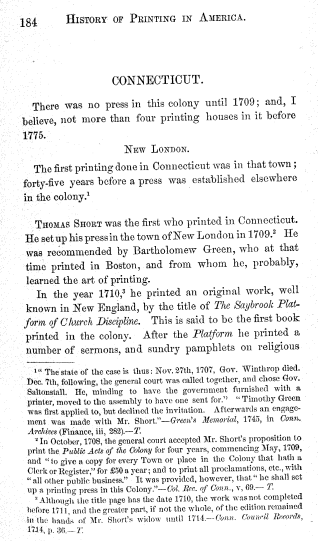 184 HISTORY OF PRINTING IN AMERICA.
CONNECTICUT.
There was no press in this colony until 1709; and, I
believe, not more than four printing houses in it before
1775.
NEW LONDON.
The first printing done in Connecticut was in that town;
forty-five years before a press was established elsewhere
in the colony.¹
THOMAS SHORT was the first who printed in Connecticut.
He set up his press in the town of New London in 1709.² He
was recommended by Bartholomew Green, who at that
time printed in Boston, and from whom he, probably,
learned the art of printing.
In the year 1710,³ he printed an original work, well
known in New England, by the title of The Saybrook Plat-
form of Church Discipline. This is said to be the first book
printed in the colony. After the Platform he printed a
number of sermons, and sundry pamphlets on religious
¹ " The state of the case is thus: Nov. 27th, 1707, Gov. Winthrop died.
Dec. 7th, following, the general court was called together, and chose Gov.
Saltonstall. He, minding to have the government furnished with a
printer, moved to the assembly to have one sent for." "Timothy Green
was first applied to, but declined the invitation. Afterwards an engage-
ment was made with Mr. Short."—Green's Memorial, 1745, in Conn.
Archives (Finance, iii, 282).—T.
² In October, 1708, the general court accepted Mr. Short's proposition to
print the Public Acts of the Colony for four years, commencing May, 1709,
and "to give a copy for every Town or place in the Colony that hath a
Clerk or Register," for $50 a year; and to print all proclamations, etc., with
"all other public business." It was provided, however, that "he shall set
up a printing press in this Colony."—Col. Rec. of Conn., v, 69.—T.
³ Although the title page has the date 1710, the work was not completed
before 1711, and the greater part, if not the whole, of the edition remained
in the hands of Mr. Short's widow until 1714.—Conn. Council Records,
1714, p. 36.—T.